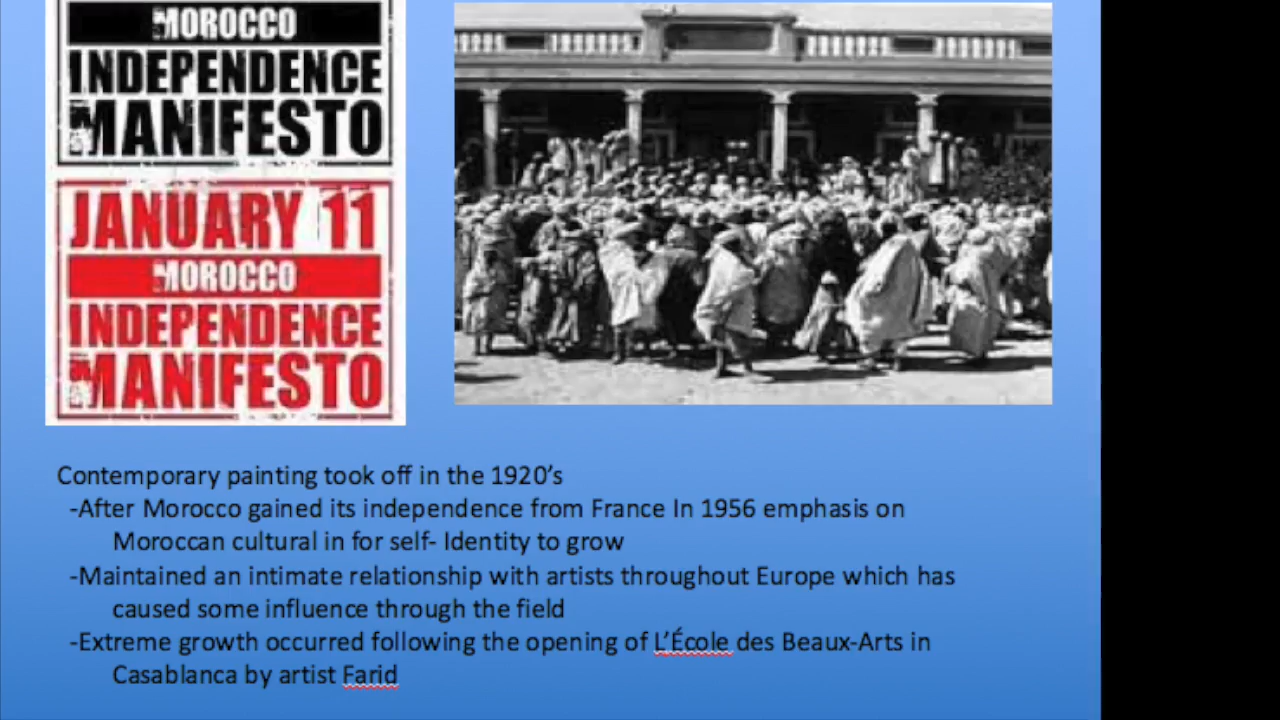 MOROCCO
INDEPENDENCE
MANIFESTO
JANUARY 11
MOROCCO
INDEPENDENCE
MANIFESTO
Contemporary painting took off in the 1920’s
-After Morocco gained its independence from France In 1956 emphasis on
Moroccan cultural in for self- Identity to grow
-Maintained an intimate relationship with artists throughout Europe which has
caused some influence through the field
-Extreme growth occurred following the opening of L’École des Beaux-Arts in
Casablanca by artist Farid